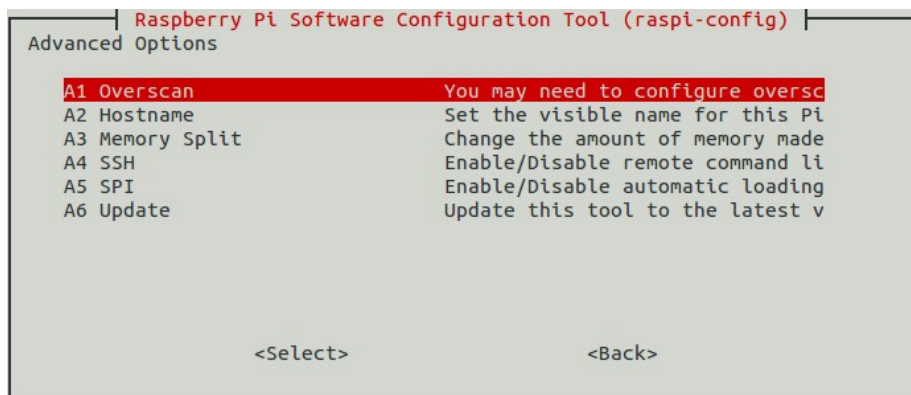 Raspberry Pi Software Configuration Tool (raspi-config)
Advanced Options
A1 Overscan You may need to configure oversc
A2 Hostname Set the visible name for this Pi
A3 Memory Split Change the amount of memory made
A4 SSH Enable/Disable remote command li
A5 SPI Enable/Disable automatic loading
A6 Update Update this tool to the latest v
<Select> <Back>